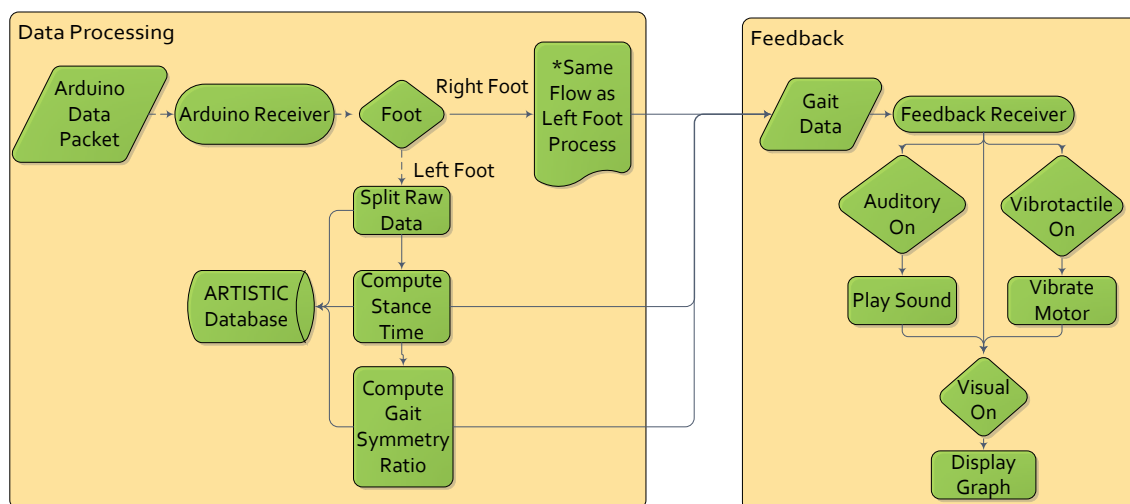 Data Processing
Arduino
Data
Packet
Arduino Receiver
Foot
Right Foot
*Same
Flow as
Left Foot
Process
Left Foot
Split Raw
Data
ARTISTIC
Database
Compute
Stance
Time
Compute
Gait
Symmetry
Ratio
Feedback
Gait
Data
Feedback Receiver
Auditory
On
Vibrotactile
On
Play Sound
Vibrate
Motor
Visual
On
Display
Graph